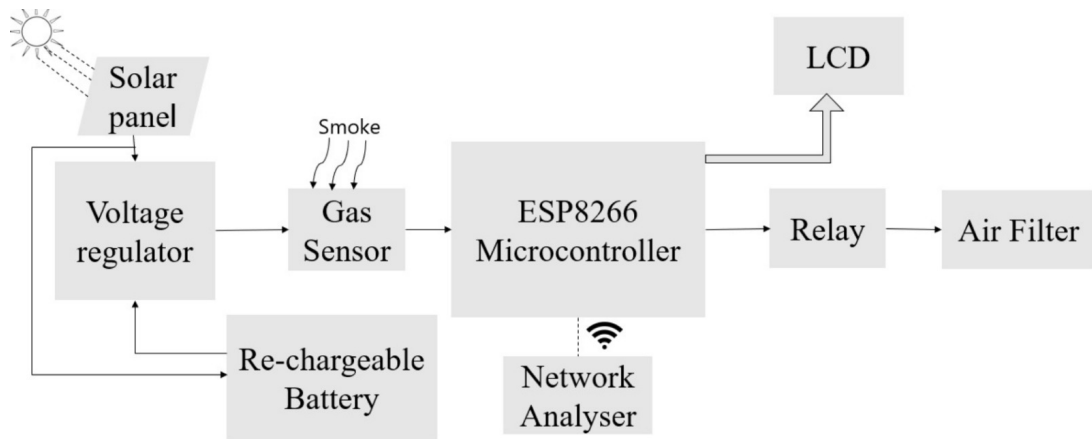 Solar
panel
LCD
Smoke
Voltage
regulator
Gas
Sensor
ESP8266
Microcontroller
Relay
Air Filter
Re-chargeable
Battery
Network
Analyser